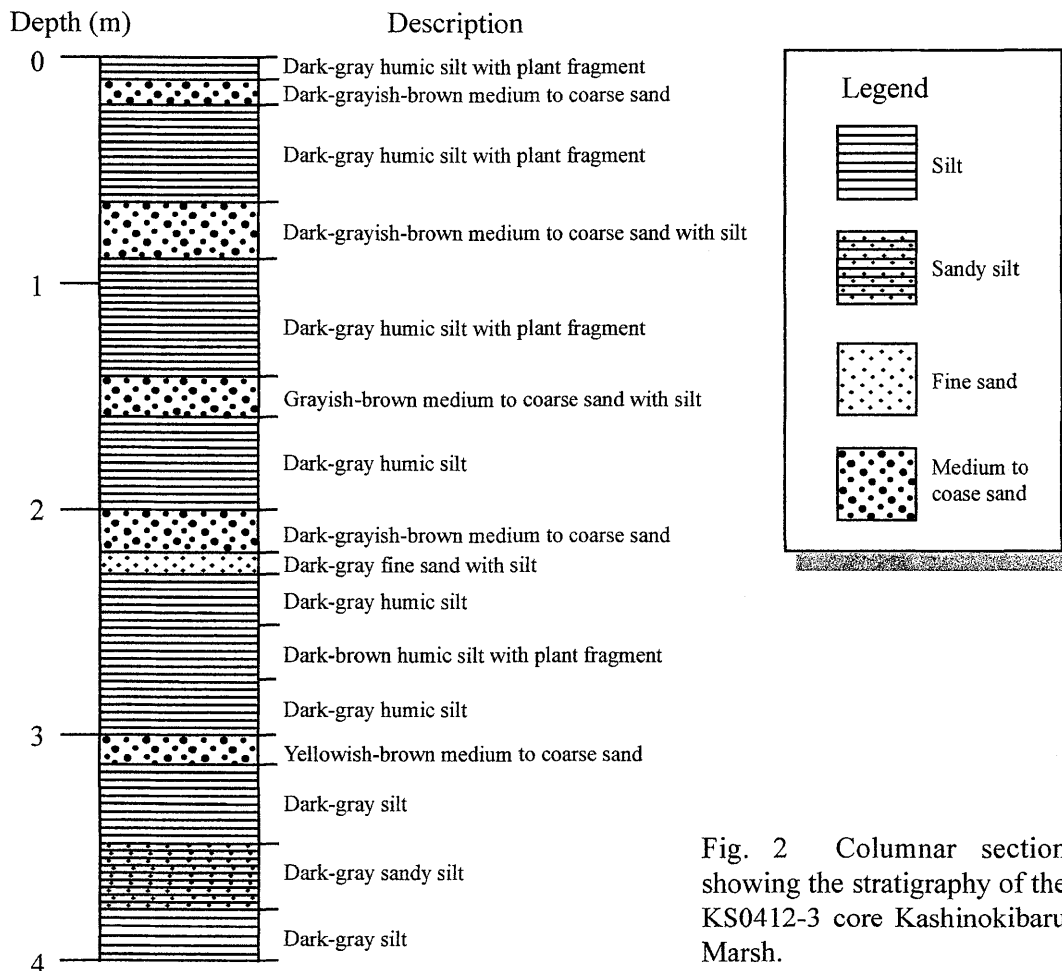 Depth (m)
Description
0
Dark-gray humic silt with plant fragment
Dark-grayish-brown medium to coarse sand
Dark-gray humic silt with plant fragment
Dark-grayish-brown medium to coarse sand with silt
1
Dark-gray humic silt with plant fragment
Grayish-brown medium to coarse sand with silt
Dark-gray humic silt
2
Dark-grayish-brown medium to coarse sand
Dark-gray fine sand with silt
Dark-gray humic silt
Dark-brown humic silt with plant fragment
Dark-gray humic silt
3
Yellowish-brown medium to coarse sand
Dark-gray silt
Dark-gray sandy silt
Dark-gray silt
4
Legend
Silt
Sandy silt
Fine sand
Medium to
coase sand
Fig. 2 Columnar section
showing the stratigraphy of the
KS0412-3 core Kashinokibaru
Marsh.